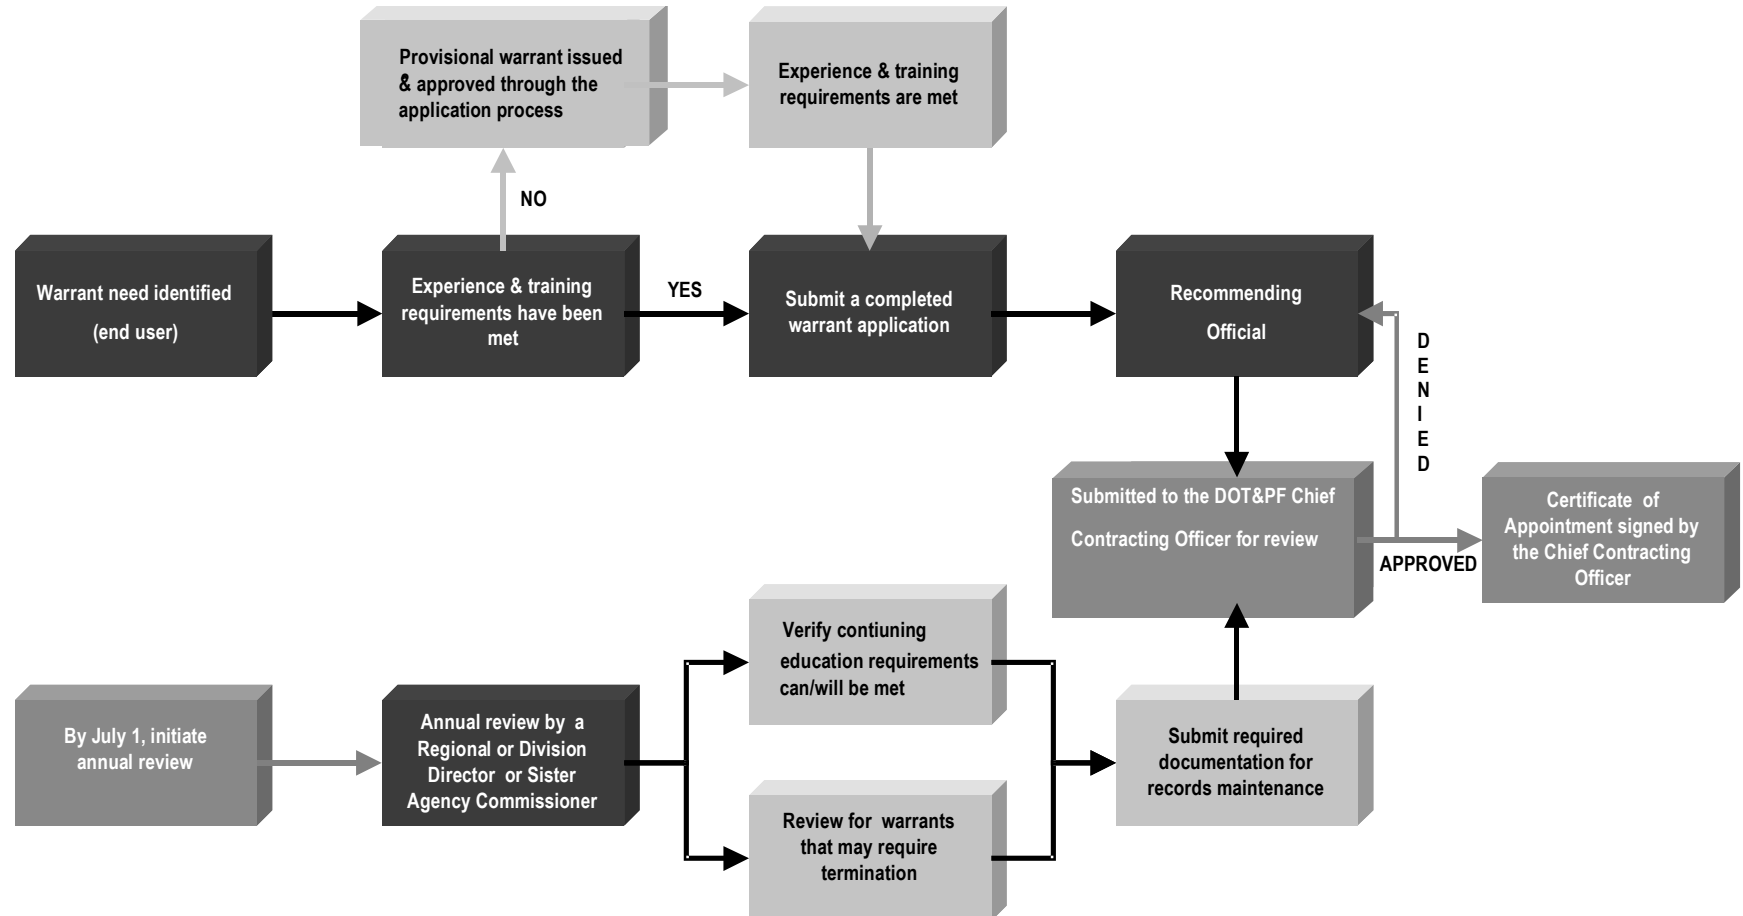 Provisional warrant issued
& approved through the
application process
Experience & training
requirements are met
NO
Warrant need identified
(end user)
Experience & training
requirements have been
met
YES
Submit a completed
warrant application
Recommending
Official
D
E
N
I
E
D
Submitted to the DOT&PF Chief
Contracting Officer for review
APPROVED
Certificate of
Appointment signed by
the Chief Contracting
Officer
By July 1, initiate
annual review
Annual review by a
Regional or Division
Director or Sister
Agency Commissioner
Verify contiuning
education requirements
can/will be met
Review for warrants
that may require
termination
Submit required
documentation for
records maintenance